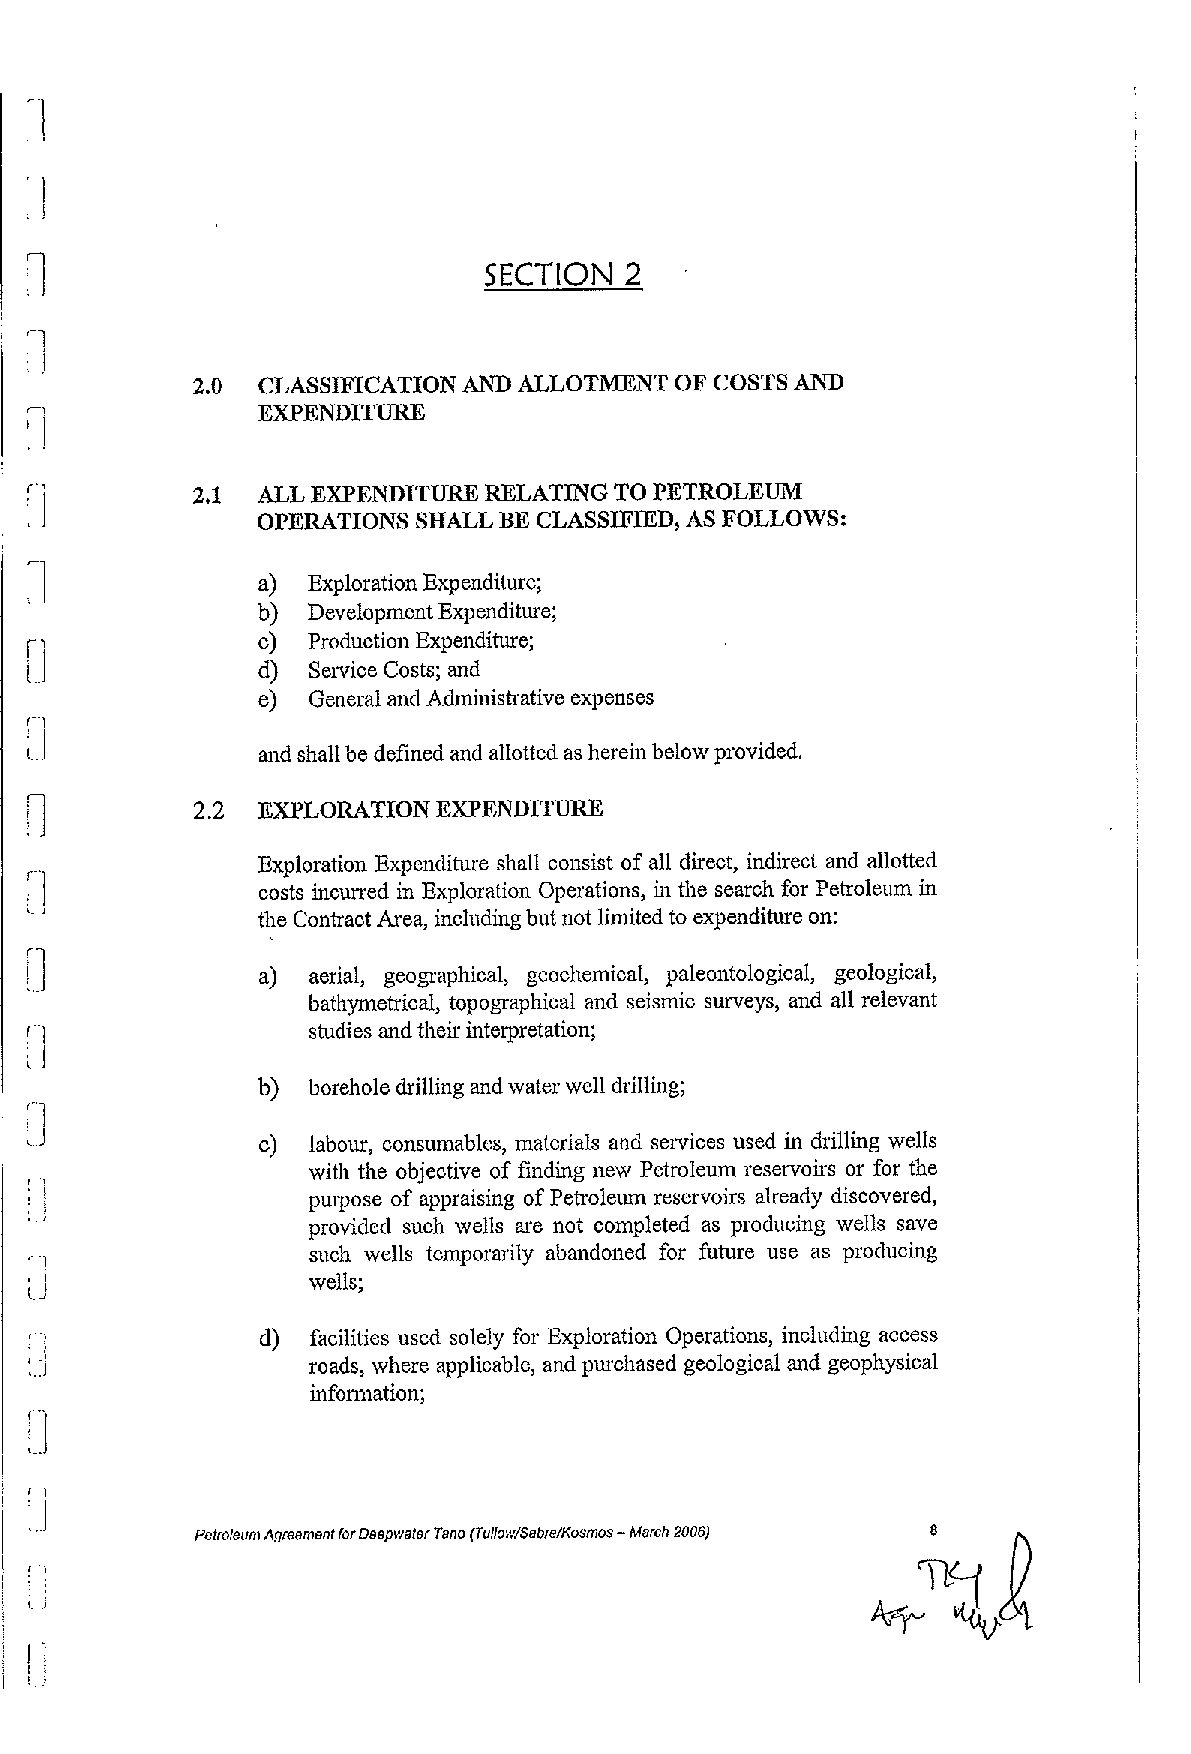 SECTION 2
2.0 CLASSIFICATION AND ALLOTMENT OF COSTS AND
EXPENDITURE
2.1 ALL EXPENDITURE RELATING TO PETROLEUM
OPERATIONS SHALL BE CLASSIFIED, AS FOLLOWS:
a) Exploration Expenditure;
b) Development Expenditure;
c) Production Expenditure;
d) Service Costs; and
e) General and Administrative expenses
and shall be defined and allotted as herein below provided.
2.2 EXPLORATION EXPENDITURE
Exploration Expenditure shall consist of all direct, indirect and allotted
costs incurred in Exploration Operations, in the search for Petroleum in
the Contract Area, including but not limited to expenditure on:
a) aerial, geographical, geochemical, paleontological, geological,
bathymetrical, topographical and seismic surveys, and all relevant
studies and their interpretation;
b) borehole drilling and water well drilling;
c) labour, consumables, materials and services used in drilling wells
with the objective of finding new Petroleum reservoirs or for the
purpose of appraising of Petroleum reservoirs already discovered,
provided such wells are not completed as producing wells save
such wells temporarily abandoned for future use as producing
wells;
d) facilities used solely for Exploration Operations, including access
roads, where applicable, and purchased geological and geophysical
information;
Petroleum Agreement for Deepwater Tano (Tullow/Sabre/Kosmos – March 2006) 8